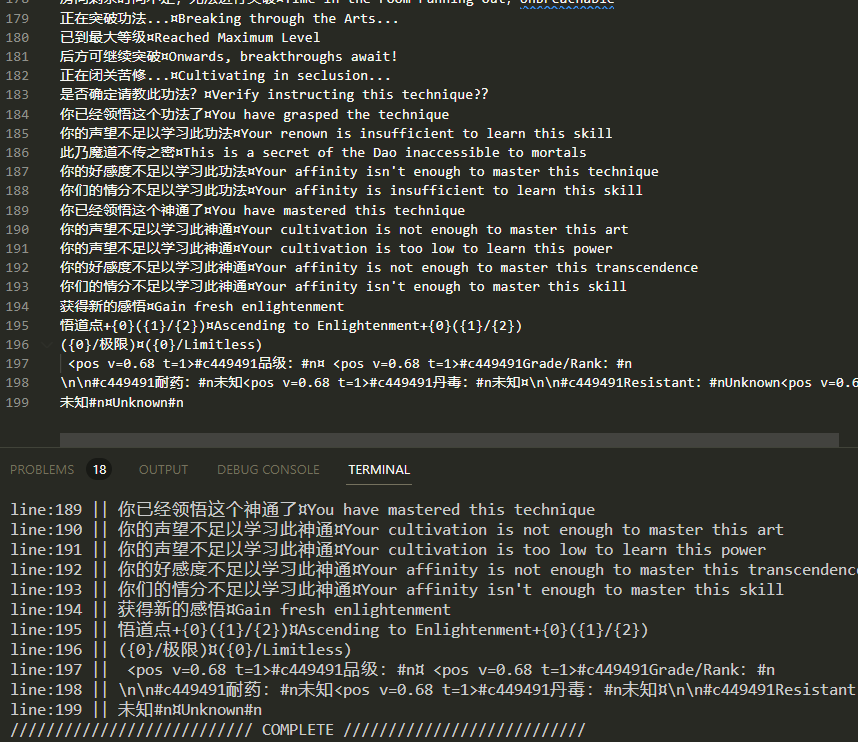 179 正在突破功法...¤Breaking through the Arts...
180 已到最大等级¤Reached Maximum Level
181 后方可继续突破¤Onwards, breakthroughs await!
182 正在闭关苦修...¤Cultivating in seclusion...
183 是否确定请教此功法？¤Verify instructing this technique??
184 你已经领悟这个功法了¤You have grasped the technique
185 你的声望不足以学习此功法¤Your renown is insufficient to learn this skill
186 此乃魔道不传之密¤This is a secret of the Dao inaccessible to mortals
187 你的好感度不足以学习此功法¤Your affinity isn't enough to master this technique
188 你们的情分不足以学习此功法¤Your affinity is insufficient to learn this skill
189 你已经领悟这个神通了¤You have mastered this technique
190 你的声望不足以学习此神通¤Your cultivation is not enough to master this art
191 你的声望不足以学习此神通¤Your cultivation is too low to learn this power
192 你的好感度不足以学习此神通¤Your affinity is not enough to master this transcendence
193 你们的情分不足以学习此神通¤Your affinity isn't enough to master this skill
194 获得新的感悟¤Gain fresh enlightenment
195 悟道点+{0}({1}/{2})¤Ascending to Enlightenment+{0}({1}/{2})
196 ({0}/极限)¤({0}/Limitless)
197 <pos v=0.68 t=1>#c449491品级：#n¤ <pos v=0.68 t=1>#c449491Grade/Rank：#n
198 \n\n#c449491耐药：#n未知<pos v=0.68 t=1>#c449491丹毒：#n未知¤\n\n#c449491Resistant：#nUnknown<pos v=0.6
199 未知#n¤Unknown#n
PROBLEMS 18 OUTPUT DEBUG CONSOLE TERMINAL
line:189 || 你已经领悟这个神通了¤You have mastered this technique
line:190 || 你的声望不足以学习此神通¤Your cultivation is not enough to master this art
line:191 || 你的声望不足以学习此神通¤Your cultivation is too low to learn this power
line:192 || 你的好感度不足以学习此神通¤Your affinity is not enough to master this transcendence
line:193 || 你们的情分不足以学习此神通¤Your affinity isn't enough to master this skill
line:194 || 获得新的感悟¤Gain fresh enlightenment
line:195 || 悟道点+{0}({1}/{2})¤Ascending to Enlightenment+{0}({1}/{2})
line:196 || ({0}/极限)¤({0}/Limitless)
line:197 || <pos v=0.68 t=1>#c449491品级：#n¤ <pos v=0.68 t=1>#c449491Grade/Rank：#n
line:198 || \n\n#c449491耐药：#n未知<pos v=0.68 t=1>#c449491丹毒：#n未知¤\n\n#c449491Resistant
line:199 || 未知#n¤Unknown#n
/////////////////////////// COMPLETE ///////////////////////////